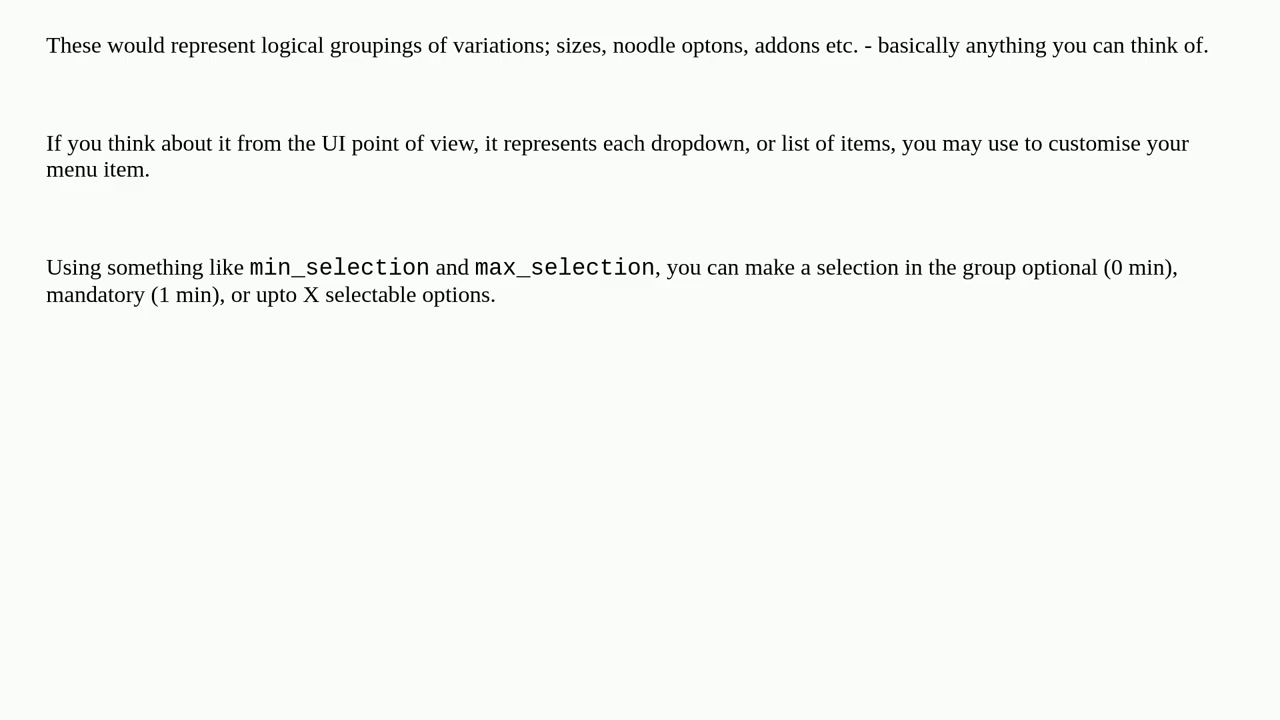 These would represent logical groupings of variations; sizes, noodle optons, addons etc. - basically anything you can think of.
If you think about it from the UI point of view, it represents each dropdown, or list of items, you may use to customise your
menu item.
Using something like min_selection and max_selection, you can make a selection in the group optional (0 min),
mandatory (1 min), or upto X selectable options.